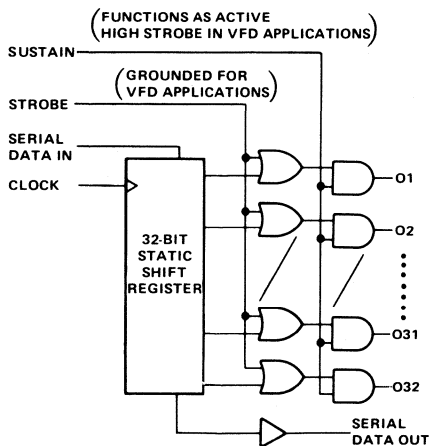 (FUNCTIONS AS ACTIVE
HIGH STROBE IN VFD APPLICATIONS)
SUSTAIN
(GROUNDED FOR
VFD APPLICATIONS)
STROBE
SERIAL
DATA IN
CLOCK
32-BIT
STATIC
SHIFT
REGISTER
O1
O2
O31
O32
SERIAL
DATA OUT